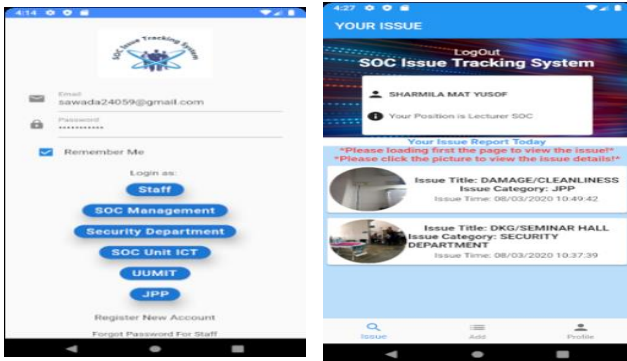 4:14
SOC Issue Tracking System
Email
sawada24059@gmail.com
Password
Remember Me
Login as:
Staff
SOC Management
Security Department
SOC Unit ICT
UUMIT
JPP
Register New Account
Forgot Password For Staff
4:27
YOUR ISSUE
LogOut
SOC Issue Tracking System
SHARMILA MAT YUSOF
Your Position is Lecturer SOC
Your Issue Report Today
*Please loading first the page to view the issue!*
*Please click the picture to view the issue details!*
Issue Title: DAMAGE/CLEANLINESS
Issue Category: JPP
Issue Time: 08/03/2020 10:49:42
Issue Title: DKG/SEMINAR HALL
Issue Category: SECURITY
DEPARTMENT
Issue Time: 08/03/2020 10:37:39
Issue
Add
Profile